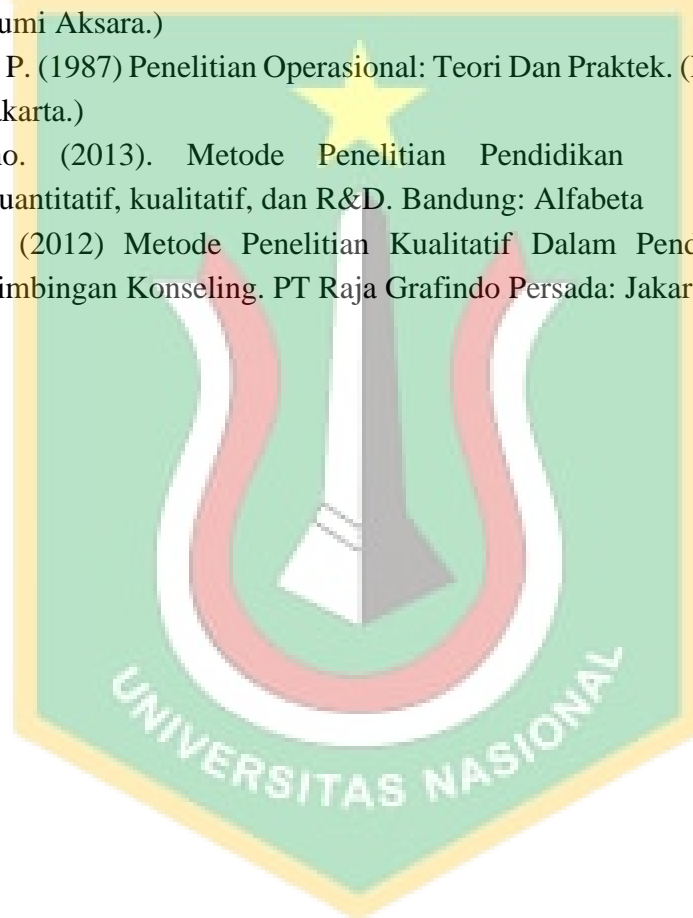 umi Aksara.)
P. (1987) Penelitian Operasional: Teori Dan Praktek. (
akarta.)
o. (2013). Metode Penelitian Pendidikan
uantitatif, kualitatif, dan R&D. Bandung: Alfabeta
(2012) Metode Penelitian Kualitatif Dalam Pend
imbingan Konseling. PT Raja Grafindo Persada: Jakar
UNIVERSITAS NASIONAL